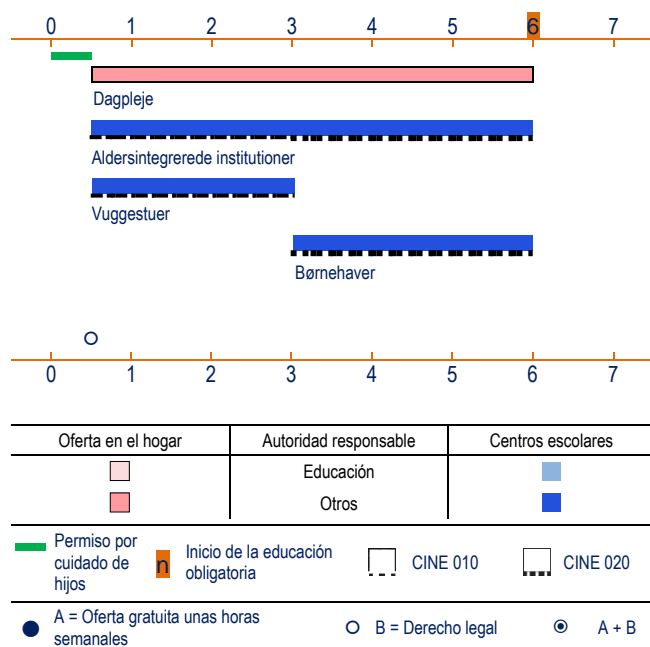 0 1 2 3 4 5 6 7
Dagpleje
Aldersintegrerede institutioner
Vuggestuer
Børnehaver
0 1 2 3 4 5 6 7
Oferta en el hogar Autoridad responsable Centros escolares
Educación
Otros
Permiso por
cuidado de
hijos
n Inicio de la educación
obligatoria
CINE 010 CINE 020
A = Oferta gratuita unas horas
semanales
B = Derecho legal A + B